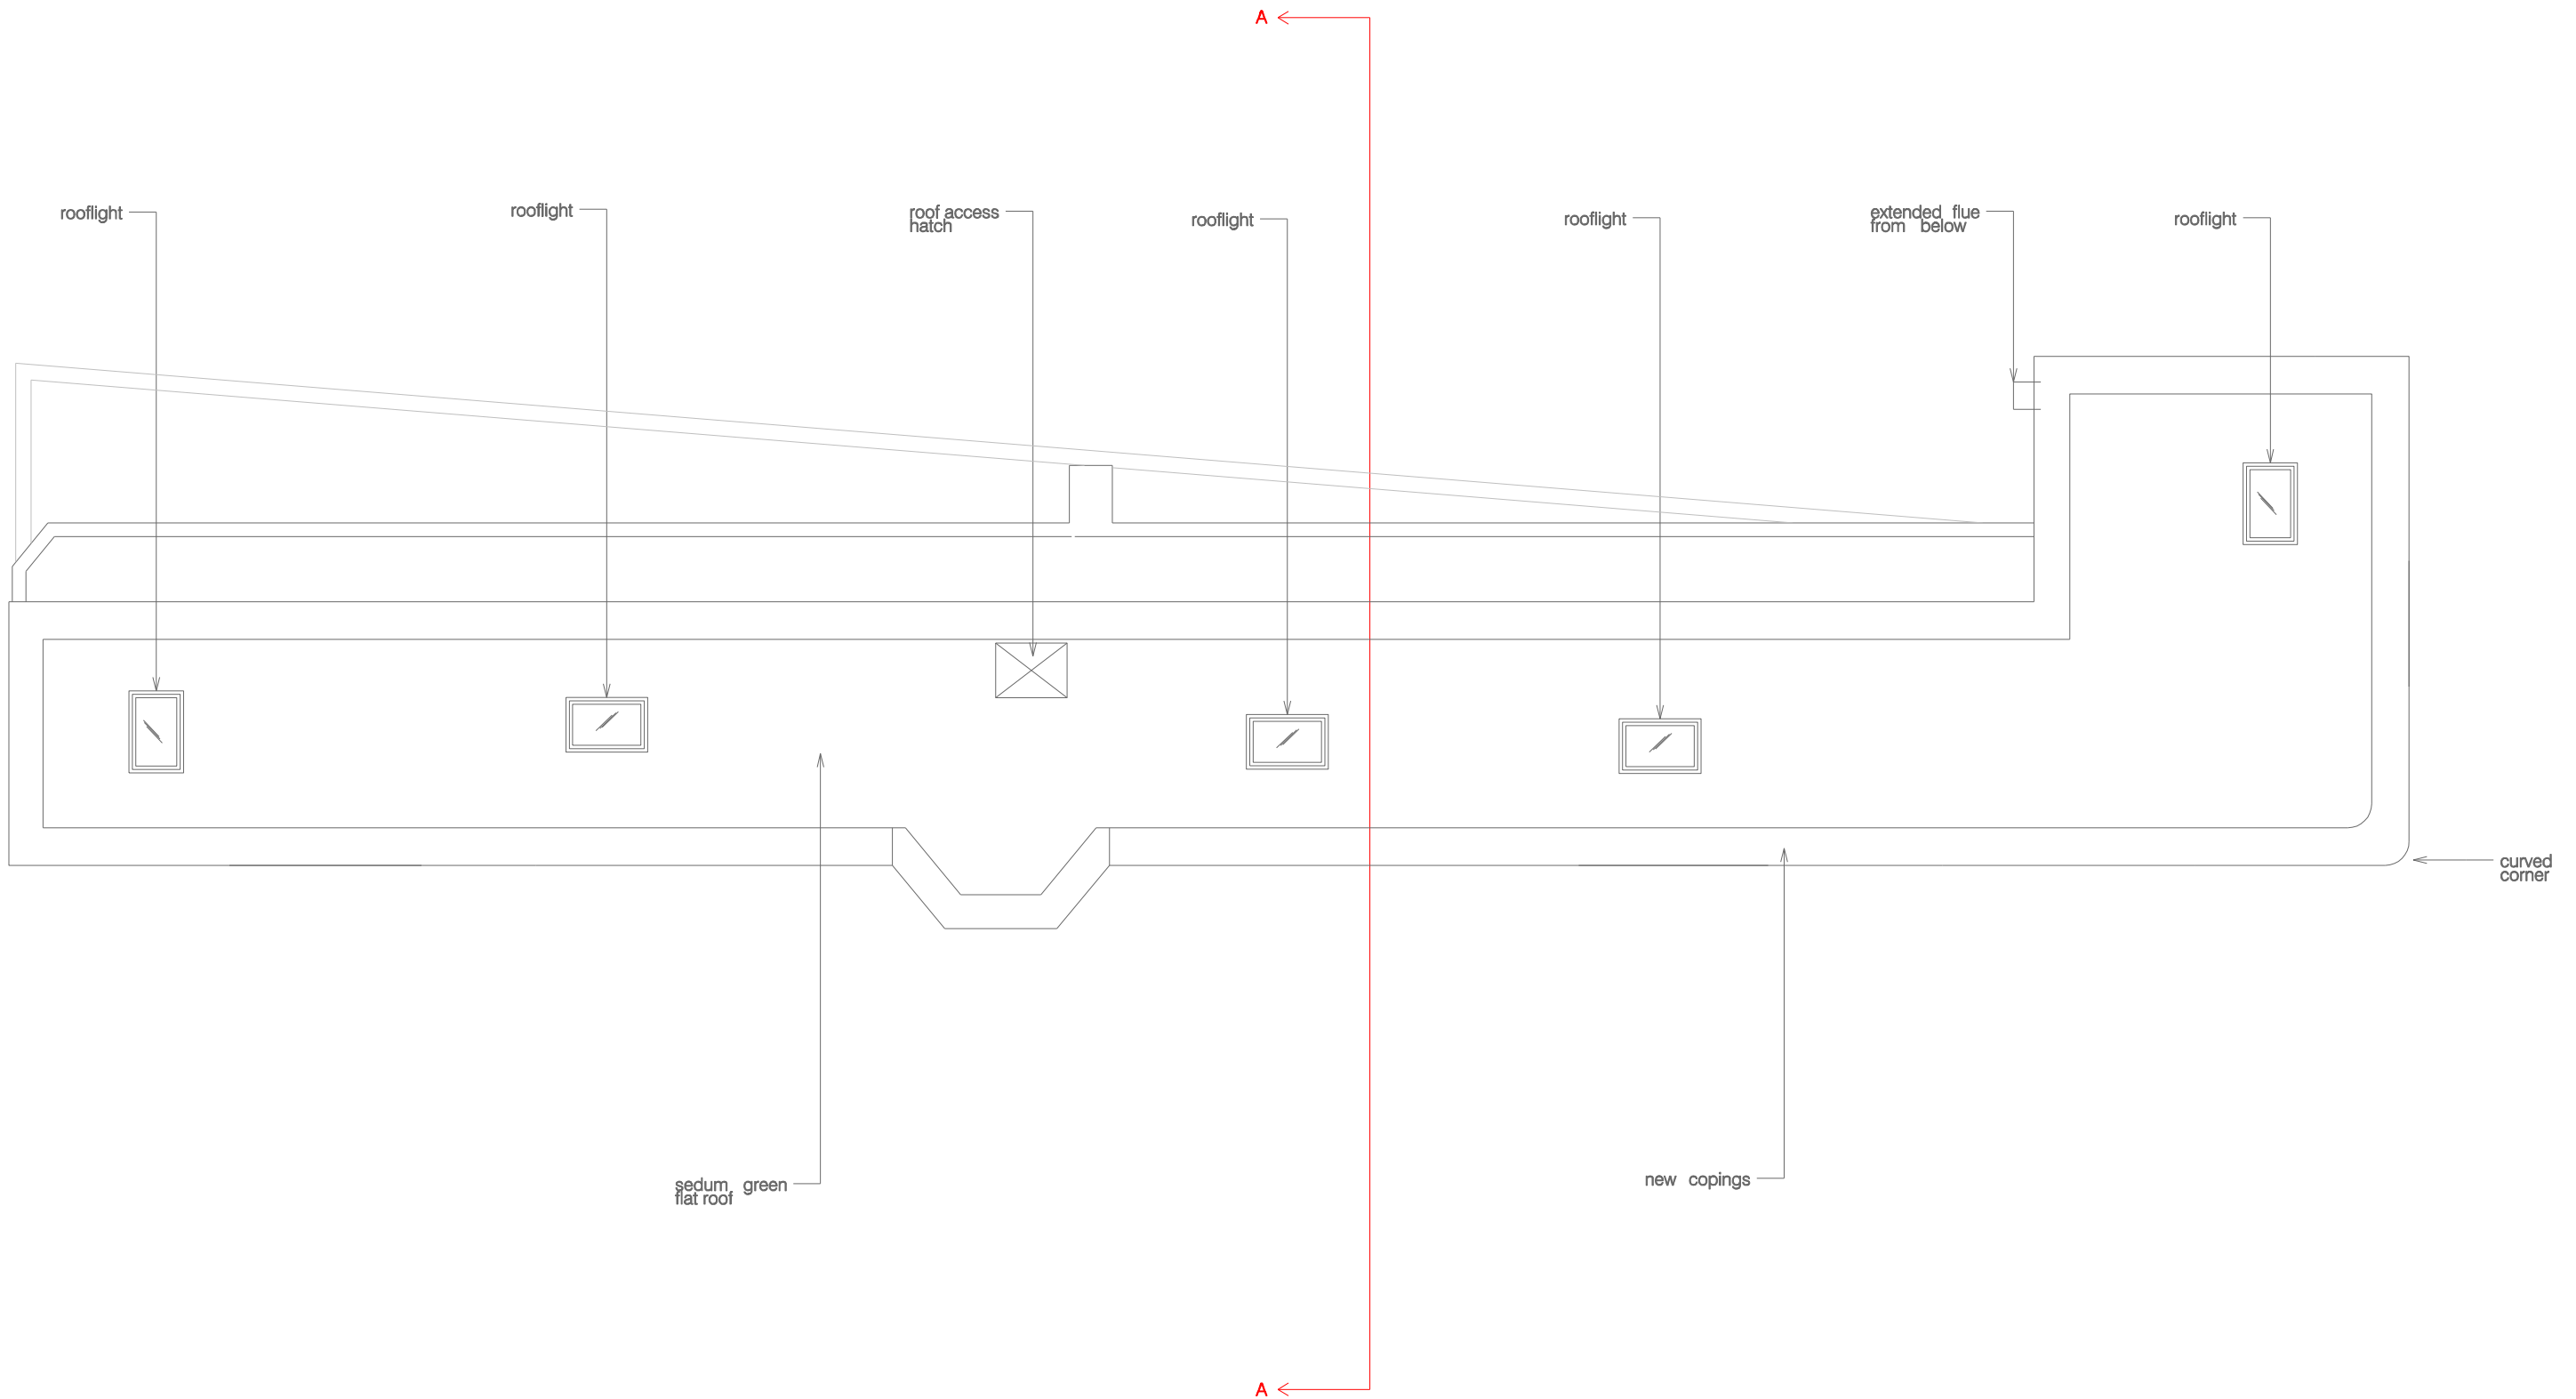 A
rooflight
rooflight
roof access
hatch
rooflight
rooflight
extended flue
from below
rooflight
curved
corner
sedum green
flat roof
new copings
A